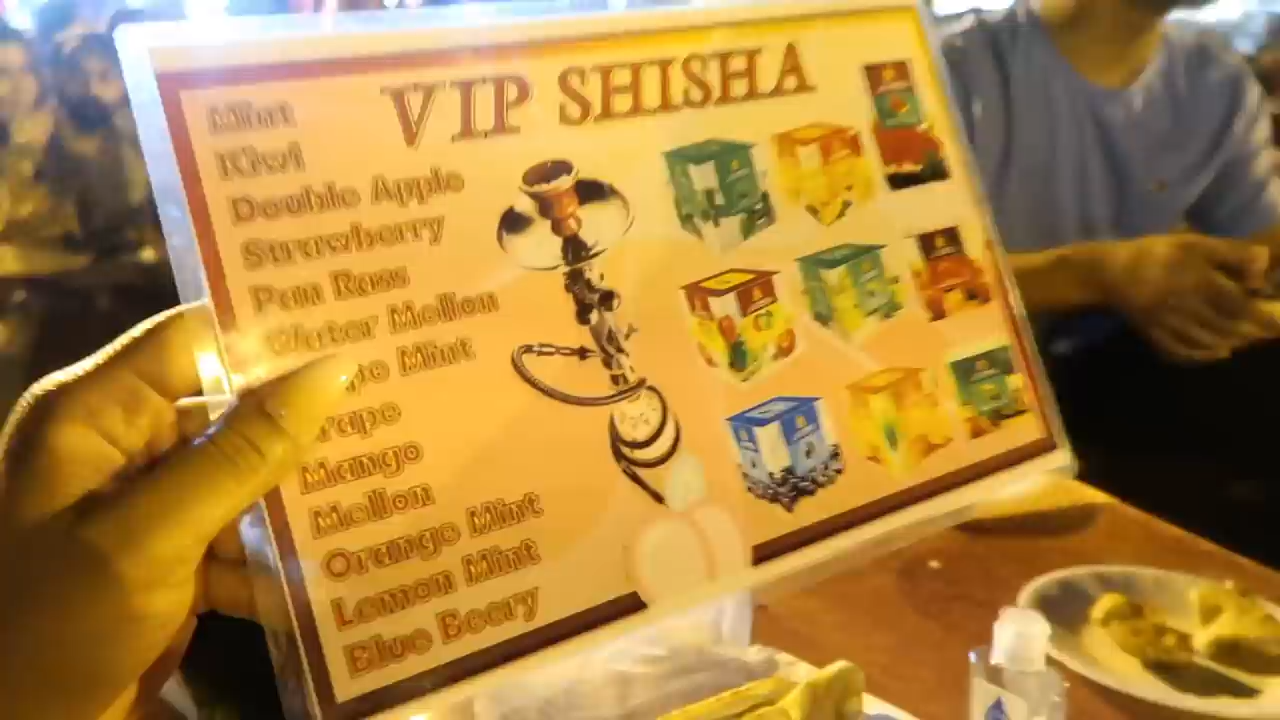 VIP SHISHA
Mint
Kiwi
Double Apple
Strawberry
Pan Rass
Water Mellon
pe Mint
rape
Mango
Mellon
Orange Mint
Lemon Mint
Blue Beery